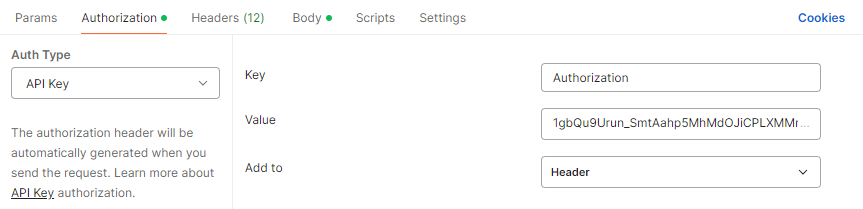 Params Authorization Headers (12) Body Scripts Settings Cookies
Auth Type
API Key
The authorization header will be
automatically generated when you
send the request. Learn more about
API Key authorization.
Key Authorization
Value 1gbQu9Urun_SmtAahp5MhMdOJiCPLXMMr...
Add to Header